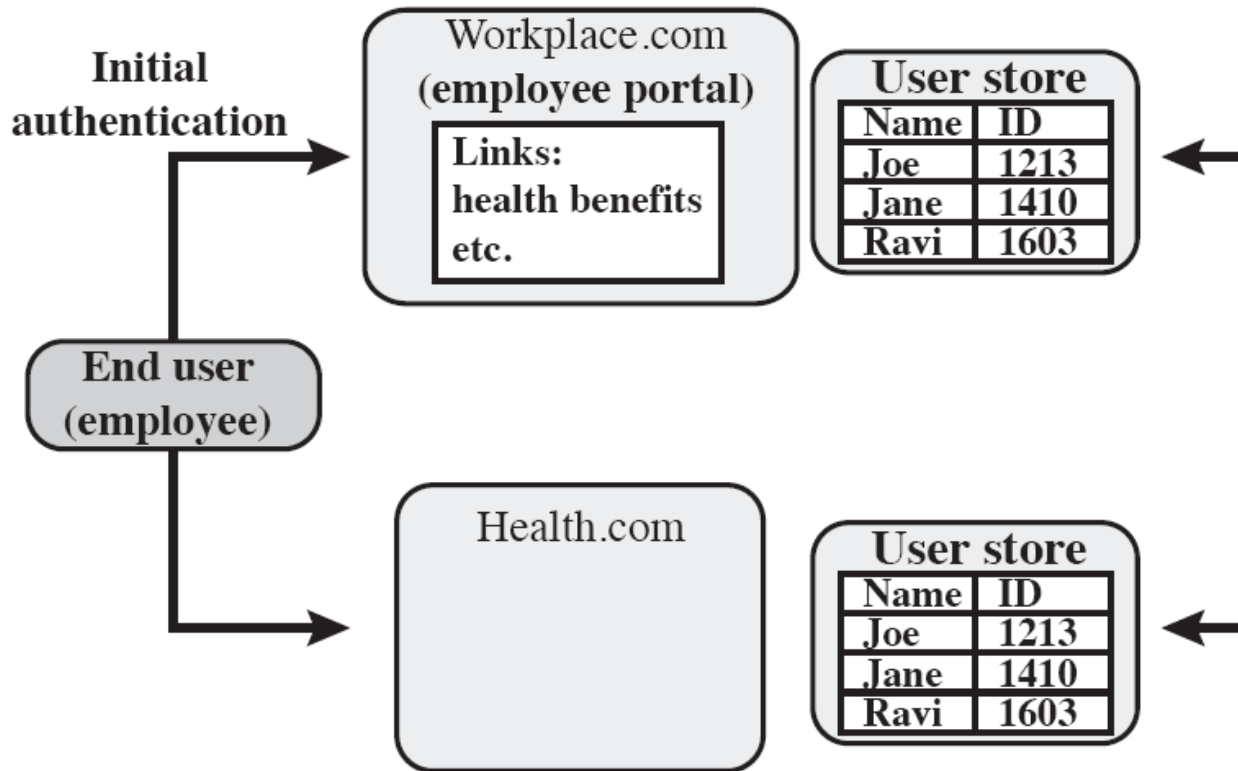 Initial
authentication
Workplace.com
(employee portal)
Links:
health benefits
etc.
User store
Name ID
Joe 1213
Jane 1410
Ravi 1603
End user
(employee)
Health.com
User store
Name ID
Joe 1213
Jane 1410
Ravi 1603